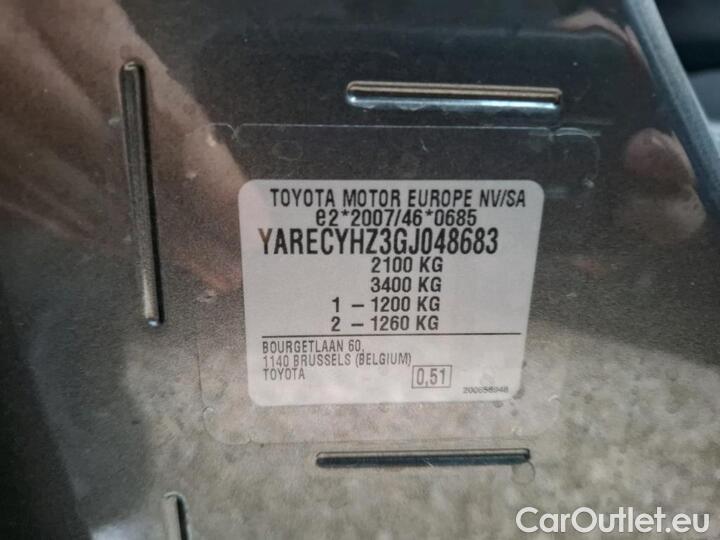 TOYOTA MOTOR EUROPE NV/SA
e2*2007/46*0685
YARECYHZ3GJ048683
2100 KG
3400 KG
1 – 1200 KG
2 – 1260 KG
BOURGETLAAN 60,
1140 BRUSSELS (BELGIUM)
TOYOTA
0,51
200656948
CarOutlet.eu